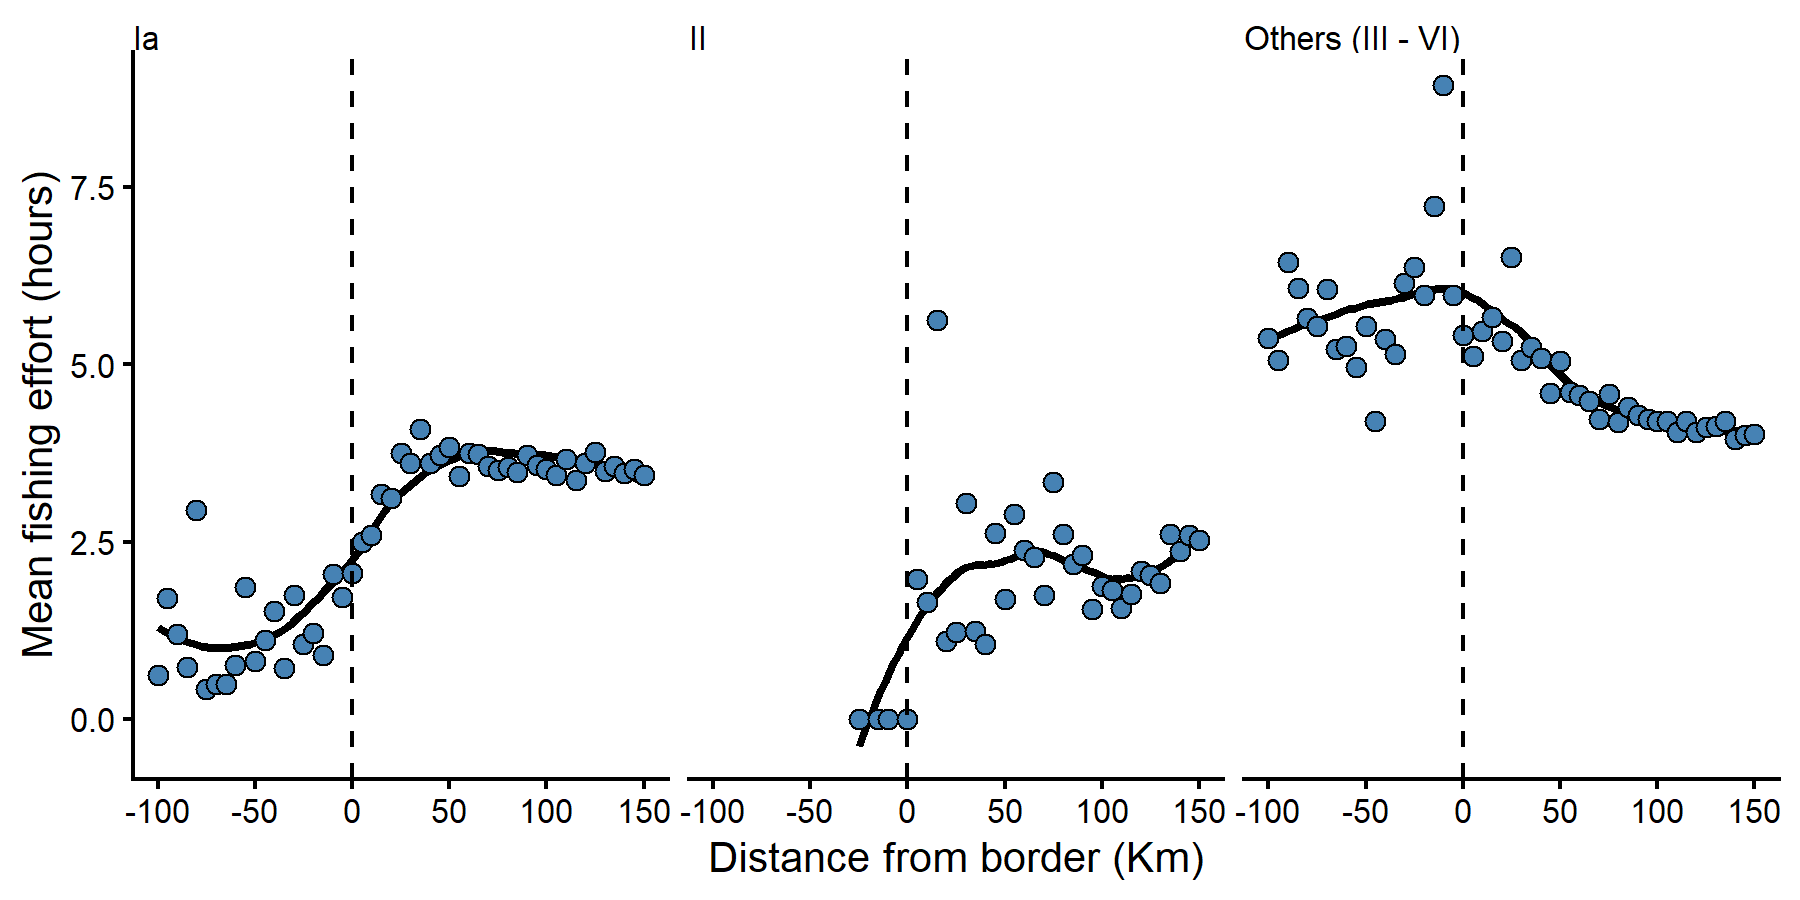 Ia
II
Others (III - VI)
Mean fishing effort (hours)
7.5
5.0
2.5
0.0
-100 -50 0 50 100 150
-100 -50 0 50 100 150
-100 -50 0 50 100 150
Distance from border (Km)